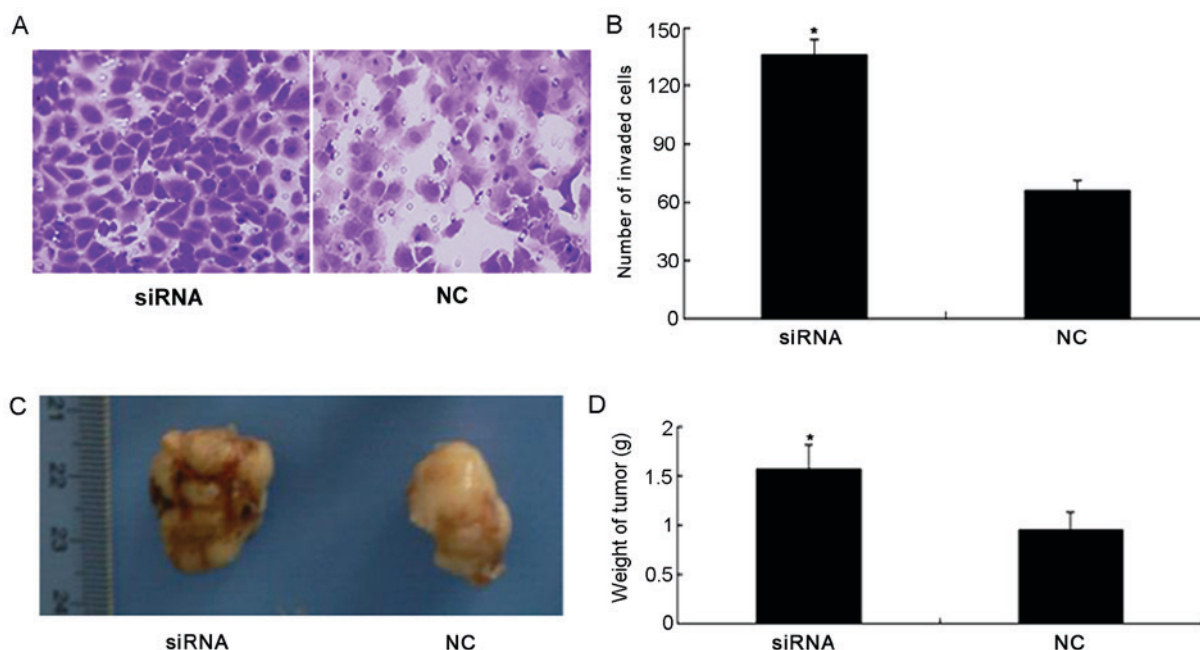 A
siRNA
NC
B
Number of invaded cells
150
120
90
60
30
0
*
siRNA
NC
C
21
22
23
24
siRNA
NC
D
Weight of tumor (g)
2
1.5
1
0.5
0
*
siRNA
NC